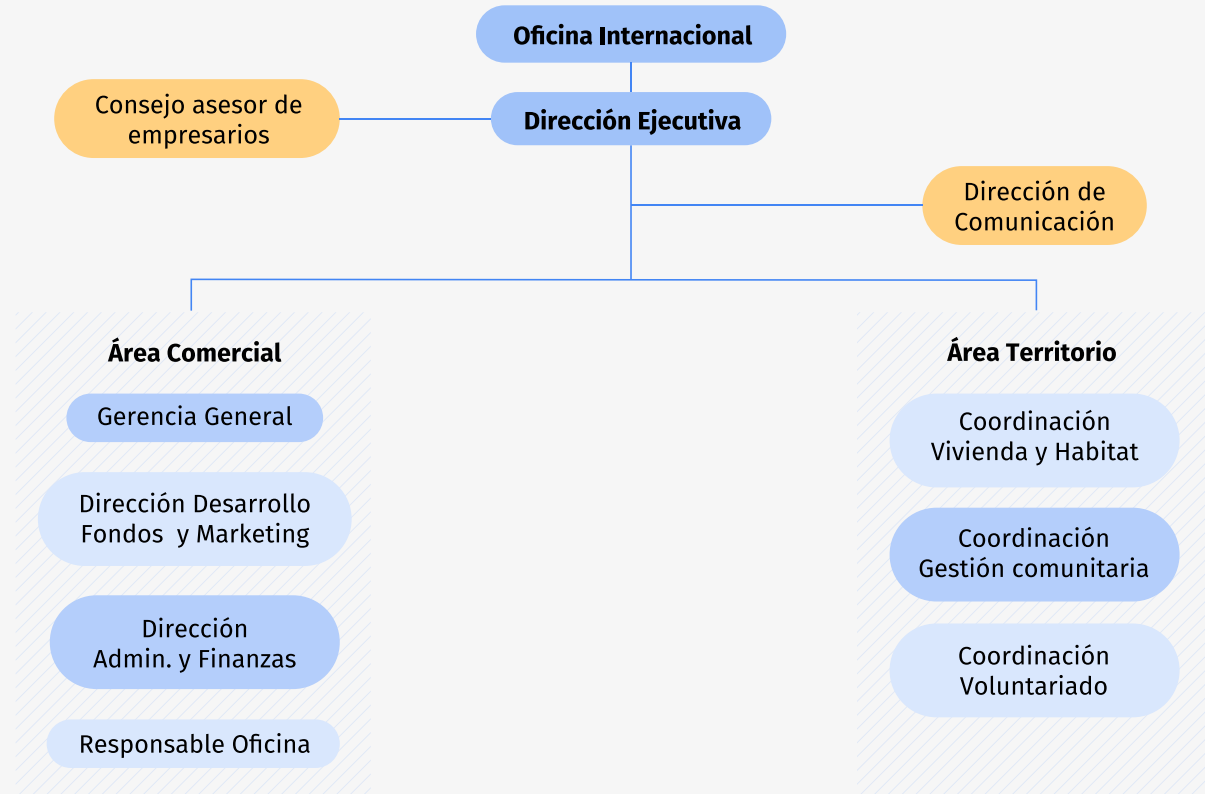 Oficina Internacional
Consejo asesor de
empresarios
Dirección Ejecutiva
Dirección de
Comunicación
Área Comercial
Gerencia General
Dirección Desarrollo
Fondos y Marketing
Dirección
Admin. y Finanzas
Responsable Oficina
Área Territorio
Coordinación
Vivienda y Habitat
Coordinación
Gestión comunitaria
Coordinación
Voluntariado